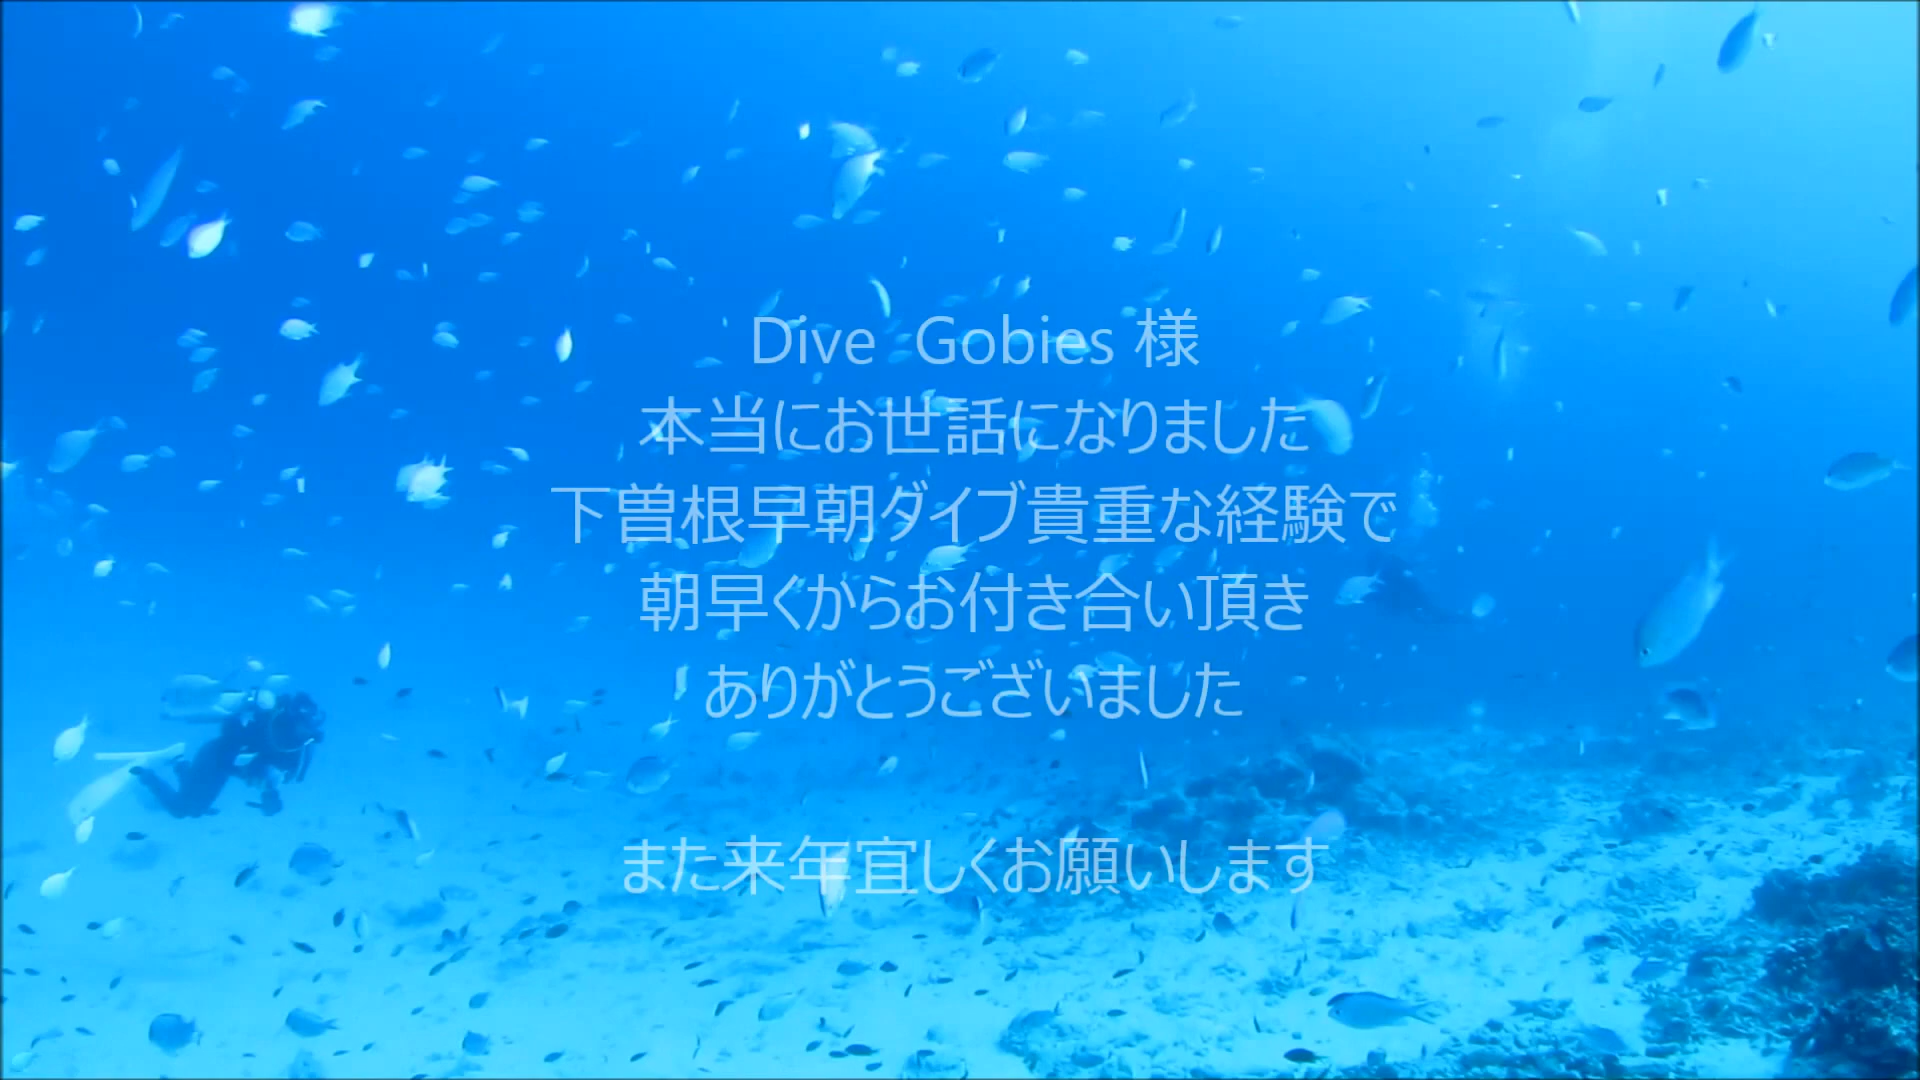 Dive Gobies 様
本当にお世話になりました
下曽根早朝ダイブ貴重な経験で
朝早くからお付き合い頂き
ありがとうございました
また来年宜しくお願いします